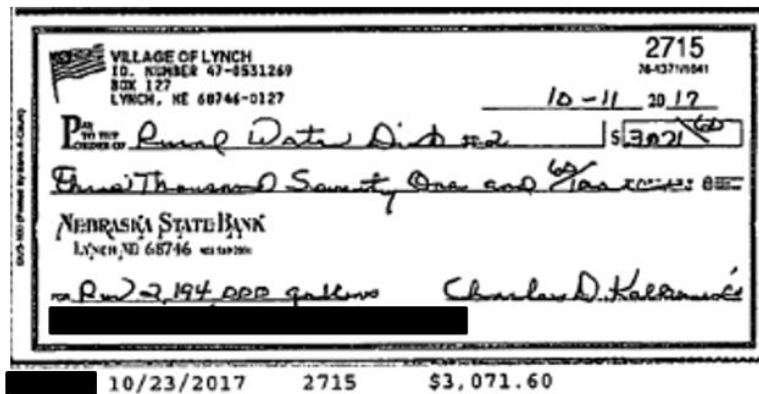 VILLAGE OF LYNCH
ID. NUMBER 47-0531269
BOX 127
LYNCH, NE 68746-0127
2715
10-11 2017
PAY TO THE ORDER OF Rural Water Dist #2 $ 3071 60
Three Thousand Seventy One and 60/100
NEBRASKA STATE BANK
LYNCH, NE 68746
FOR 2,194,000 gallons Charles D.
10/23/2017 2715 $3,071.60